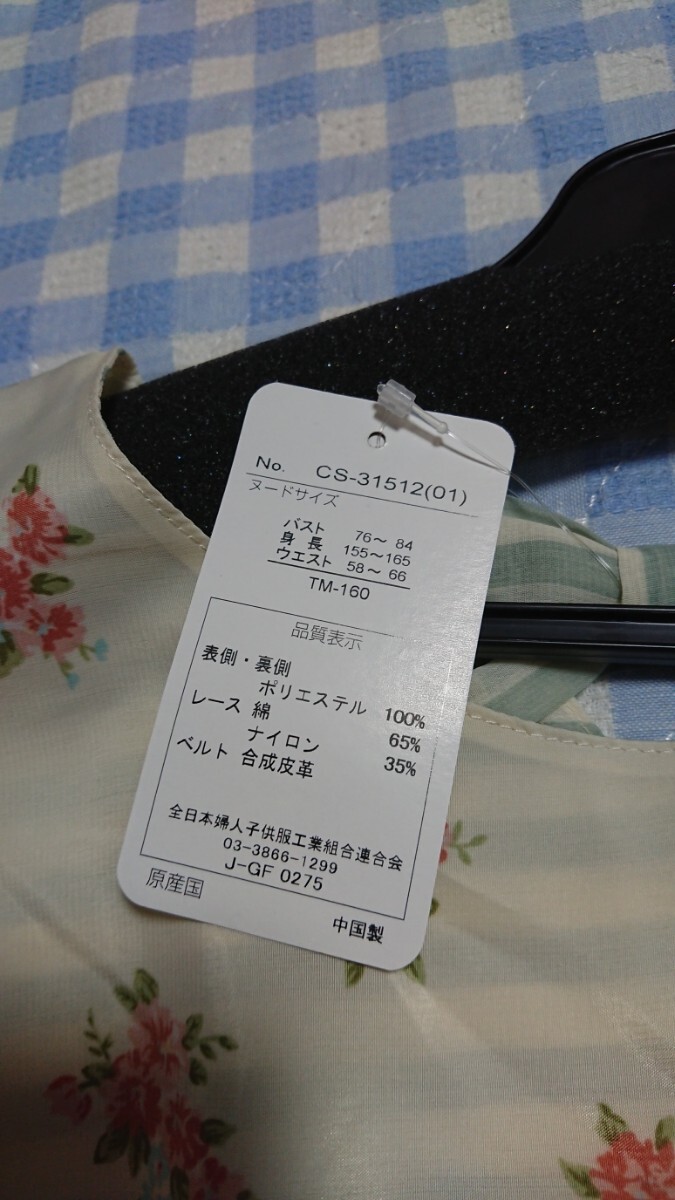 No. CS-31512(01)
ヌードサイズ
バスト 76～ 84
身 長 155～165
ウエスト 58～ 66
TM-160
品質表示
表側・裏側
ポリエステル 100%
レース 綿 65%
ナイロン 35%
ベルト 合成皮革
全日本婦人子供服工業組合連合会
03-3866-1299
J-GF 0275
原産国
中国製